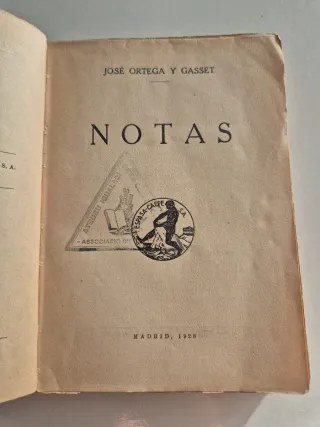 JOSÉ ORTEGA Y GASSET
NOTAS
ESPASA-CALPE S.A.
MADRID, 1928
S. A.